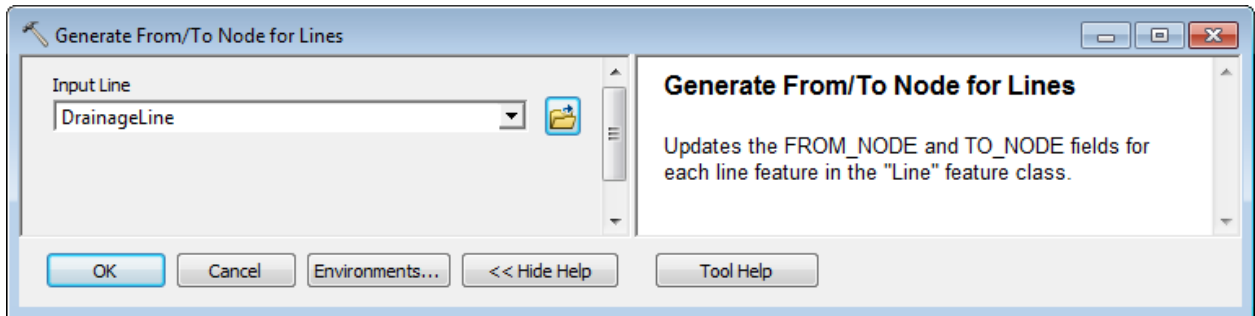 Generate From/To Node for Lines
Input Line
DrainageLine
Generate From/To Node for Lines
Updates the FROM_NODE and TO_NODE fields for
each line feature in the "Line" feature class.
OK
Cancel
Environments...
<< Hide Help
Tool Help